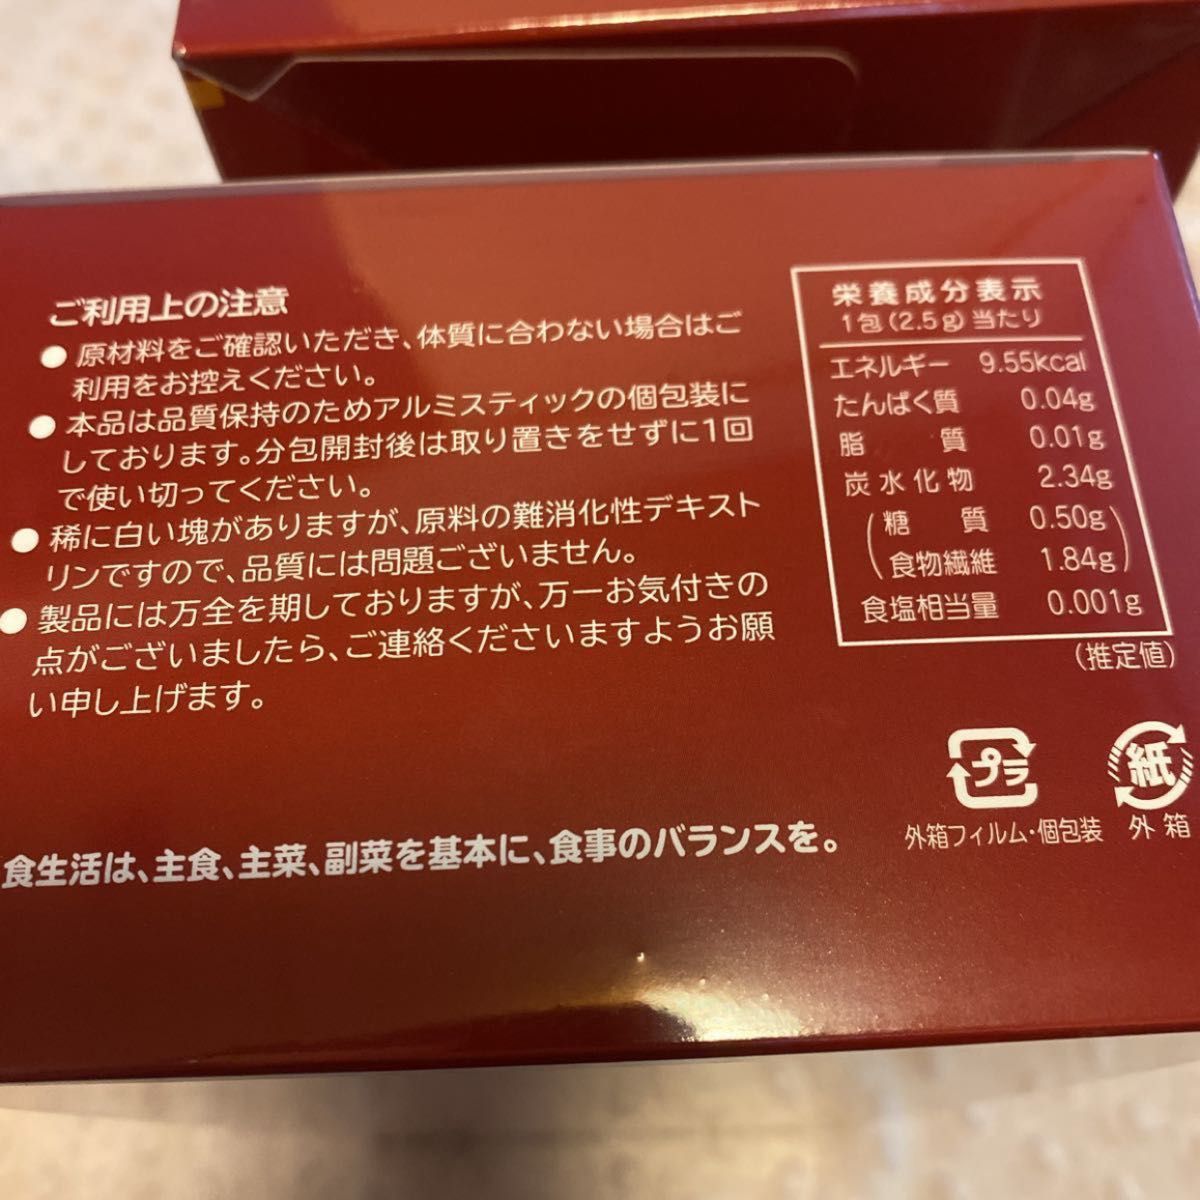 ご利用上の注意
● 原材料をご確認いただき、体質に合わない場合はご
利用をお控えください。
● 本品は品質保持のためアルミスティックの個包装に
しております。分包開封後は取り置きをせずに1回
で使い切ってください。
● 稀に白い塊がありますが、原料の難消化性デキスト
リンですので、品質には問題ございません。
● 製品には万全を期しておりますが、万一お気付きの
点がございましたら、ご連絡くださいますようお願
い申し上げます。
食生活は、主食、主菜、副菜を基本に、食事のバランスを。
栄養成分表示
1包(2.5g)当たり
エネルギー 9.55kcal
たんぱく質 0.04g
脂質 0.01g
炭水化物 2.34g
(糖質 0.50g
食物繊維 1.84g)
食塩相当量 0.001g
(推定値)
プラ
外箱フィルム・個包装
紙
外箱